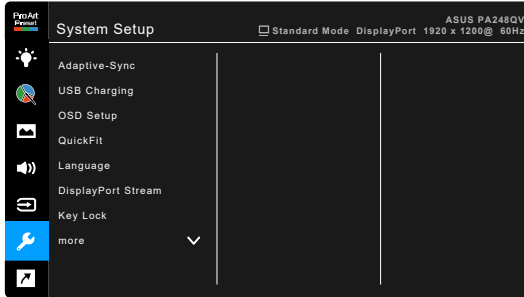 ProArt
Preset
System Setup
ASUS PA248QV
Standard Mode DisplayPort 1920 x 1200@ 60Hz
Adaptive-Sync
USB Charging
OSD Setup
QuickFit
Language
DisplayPort Stream
Key Lock
more